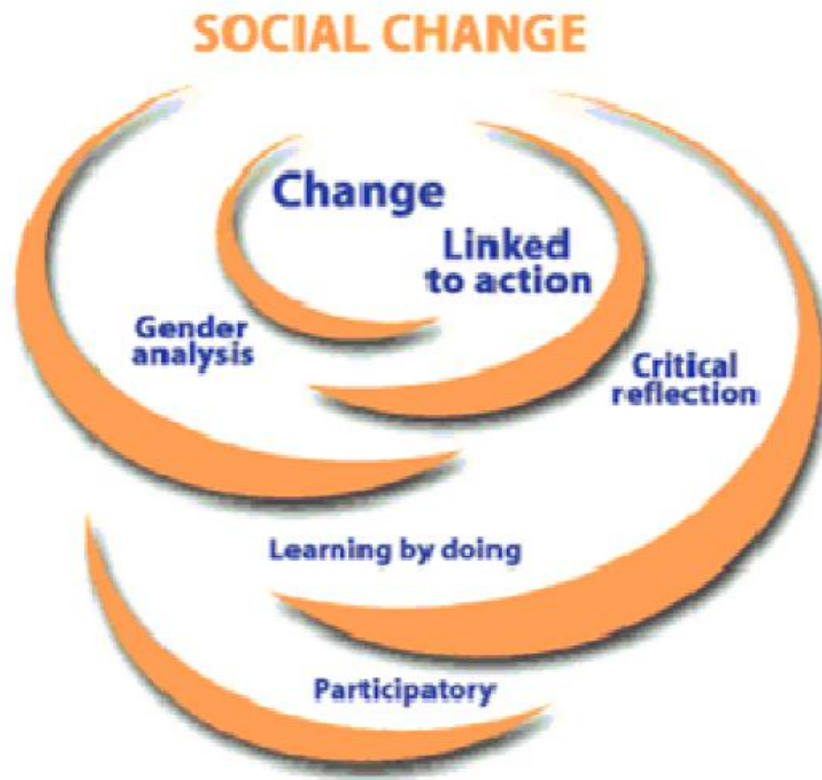 SOCIAL CHANGE
Change
Linked
to action
Gender
analysis
Critical
reflection
Learning by doing
Participatory